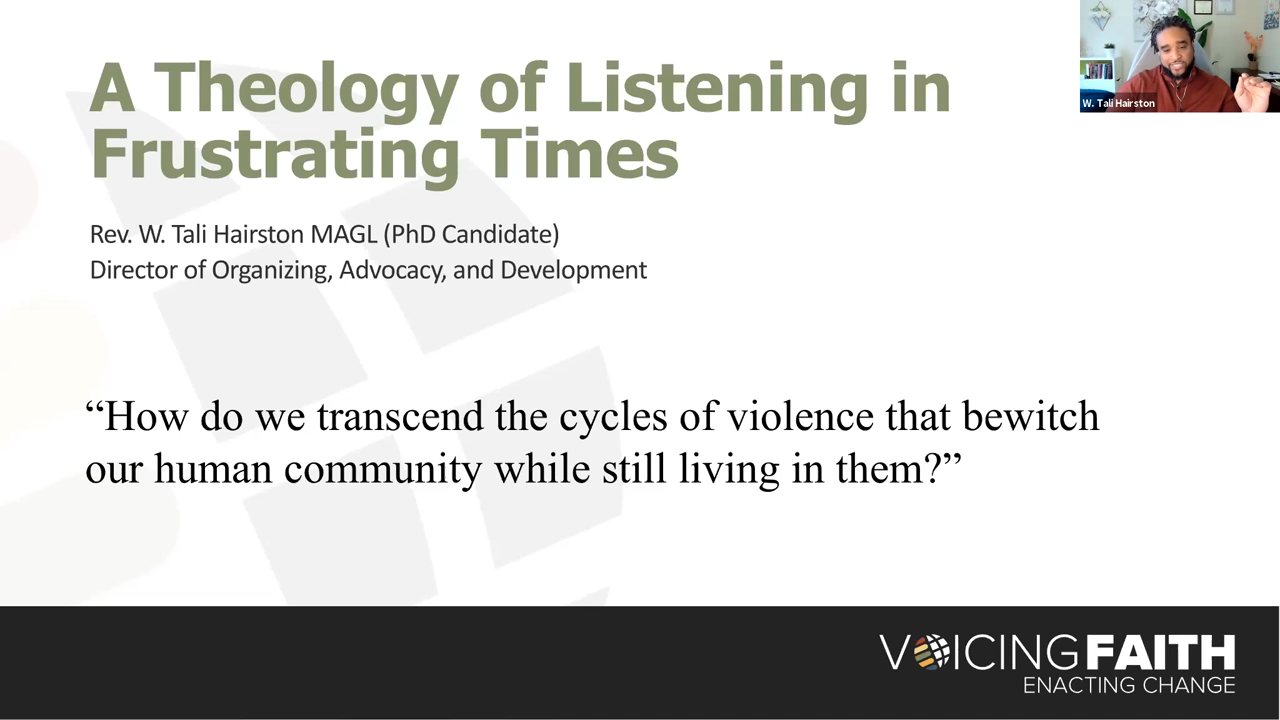 A Theology of Listening in
Frustrating Times
W. Tali Hairston
Rev. W. Tali Hairston MAGL (PhD Candidate)
Director of Organizing, Advocacy, and Development
“How do we transcend the cycles of violence that bewitch
our human community while still living in them?”
VOICING FAITH
ENACTING CHANGE